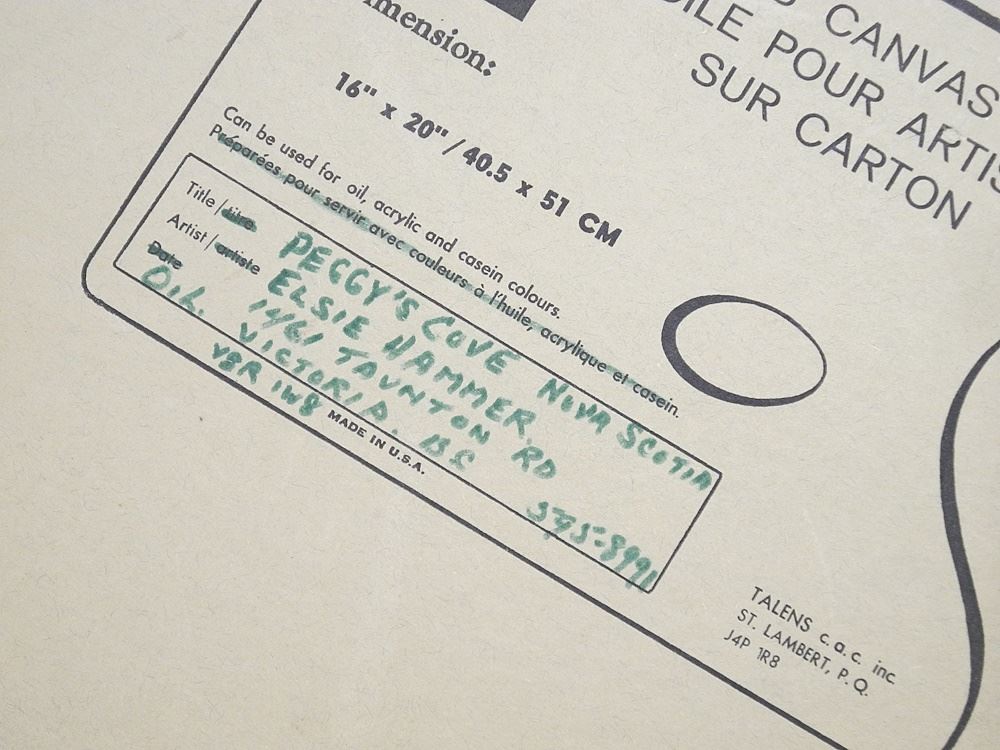 CANVAS
POUR ARTIS
SUR CARTON
mension:
16" x 20" / 40.5 x 51 CM
Can be used for oil, acrylic and casein colours.
Préparées pour servir avec couleurs à l'huile, acrylique et casein.
Title / titre PEGGY'S COVE NOVA SCOTIA
Artist / artiste ELSIE HAMMER.
Date 1461 TAUNTON RD
Oil. VICTORIA. BC
V8R 1W8 595-8991
MADE IN U.S.A.
TALENS c.a.c. inc.
ST. LAMBERT, P.Q.
J4P 1R8